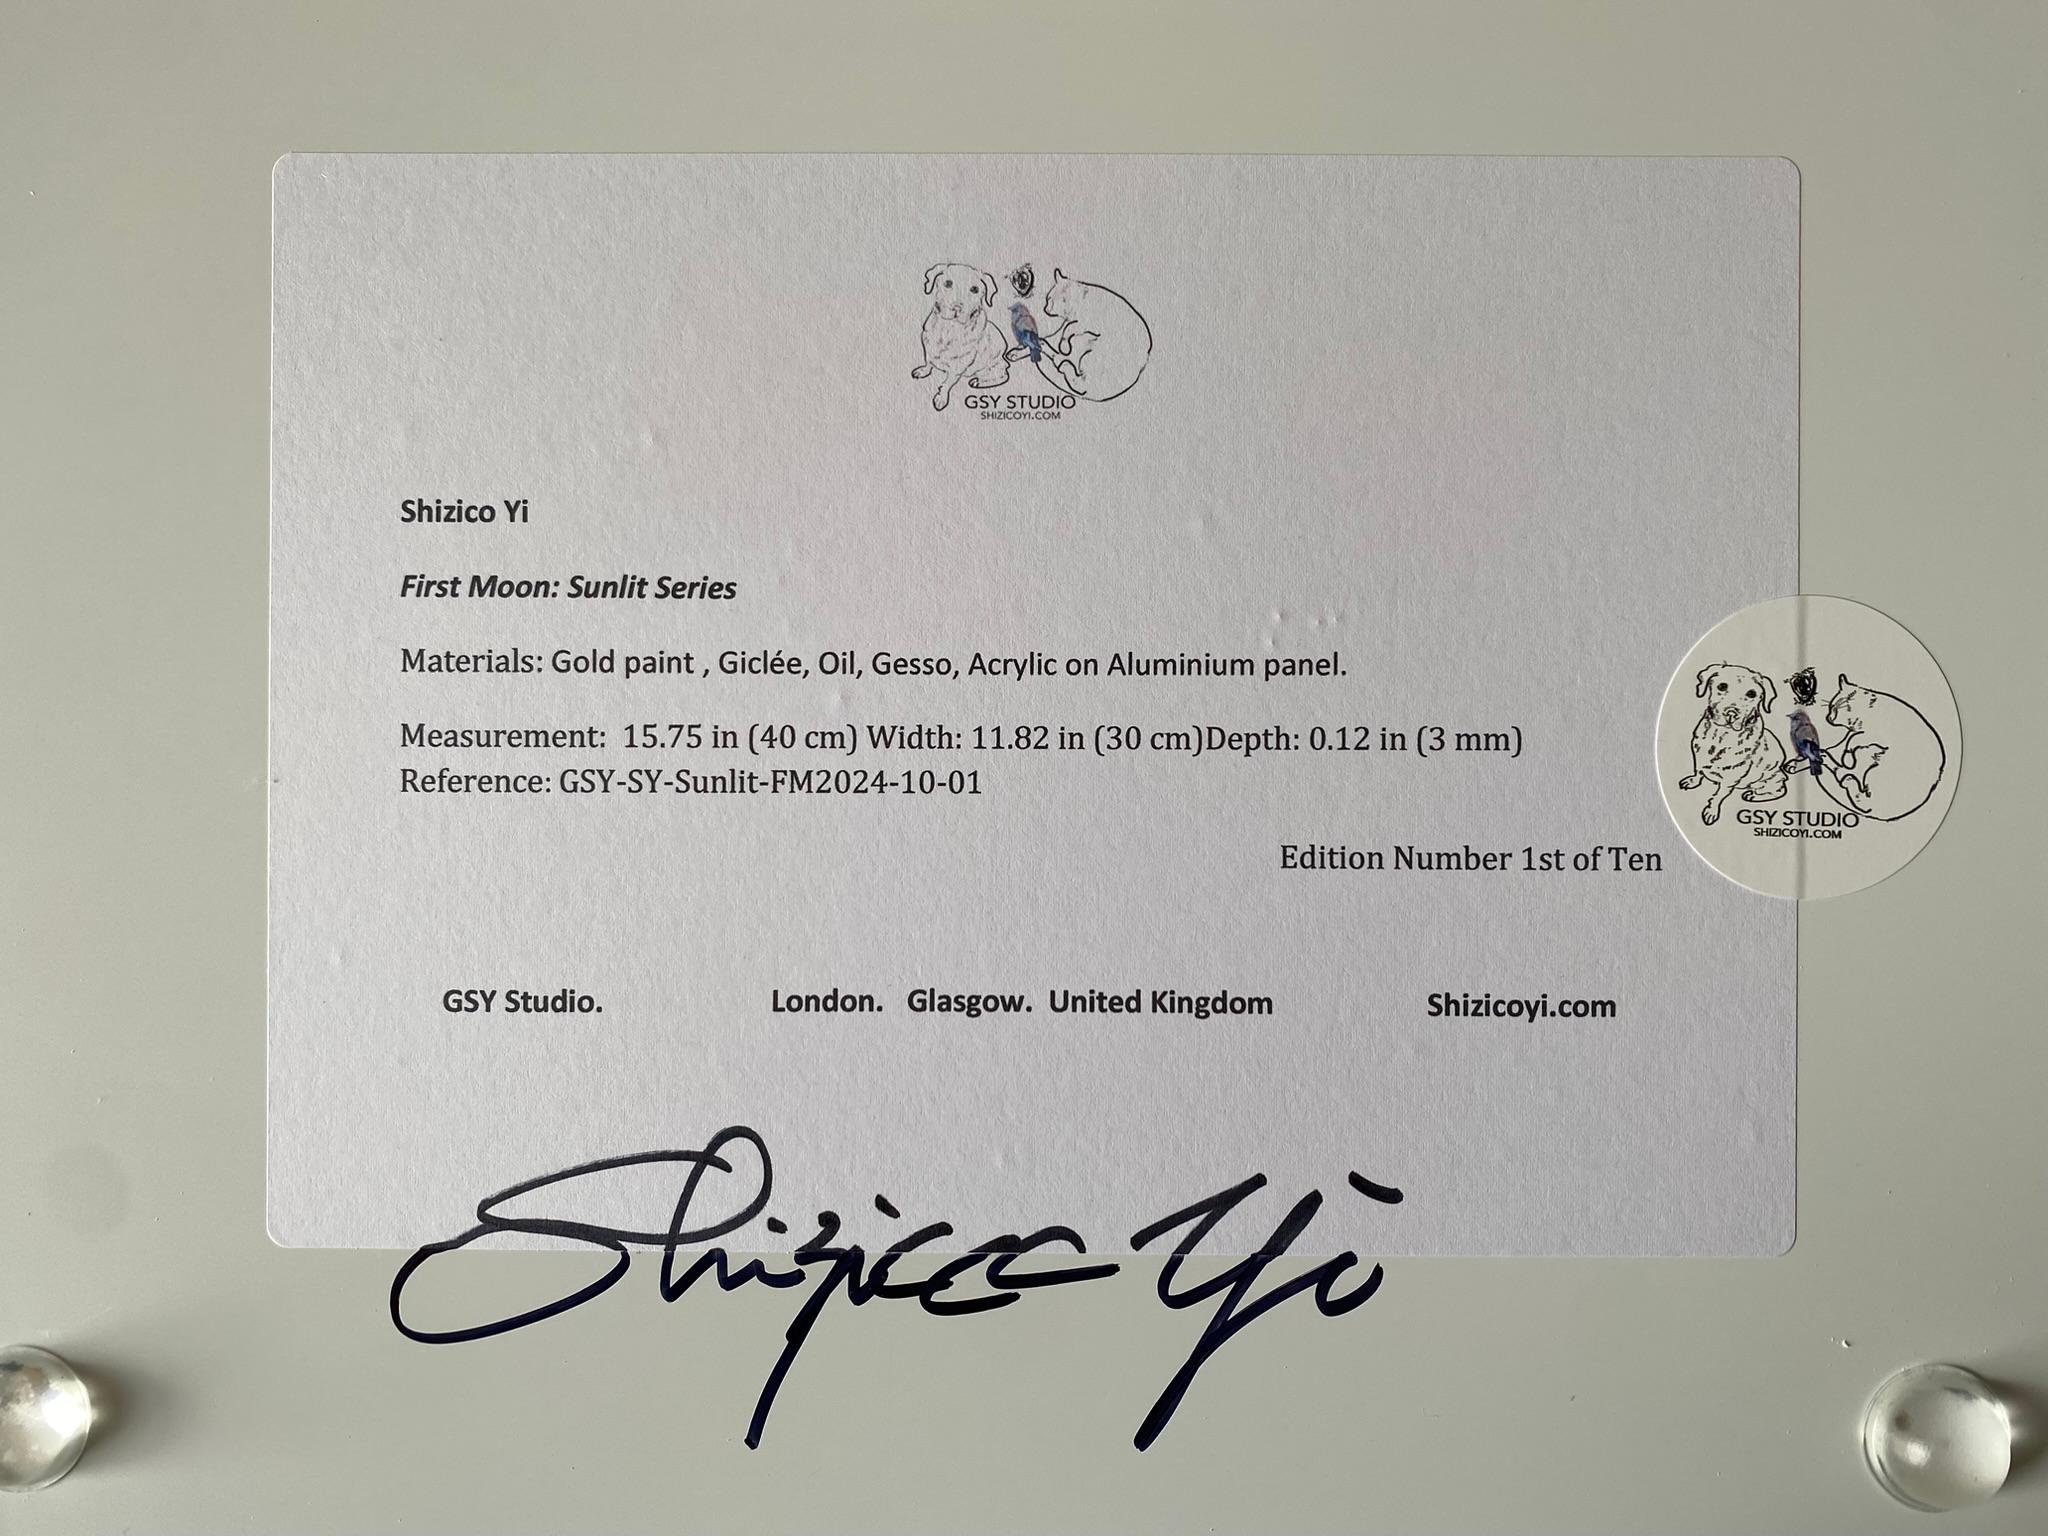 GSY STUDIO
SHIZICOYI.COM
Shizico Yi
First Moon: Sunlit Series
Materials: Gold paint , Giclée, Oil, Gesso, Acrylic on Aluminium panel.
Measurement:  15.75 in (40 cm) Width: 11.82 in (30 cm)Depth: 0.12 in (3 mm)
Reference: GSY-SY-Sunlit-FM2024-10-01
GSY STUDIO
SHIZICOYI.COM
Edition Number 1st of Ten
GSY Studio. London. Glasgow. United Kingdom Shizicoyi.com
Shizico Yi